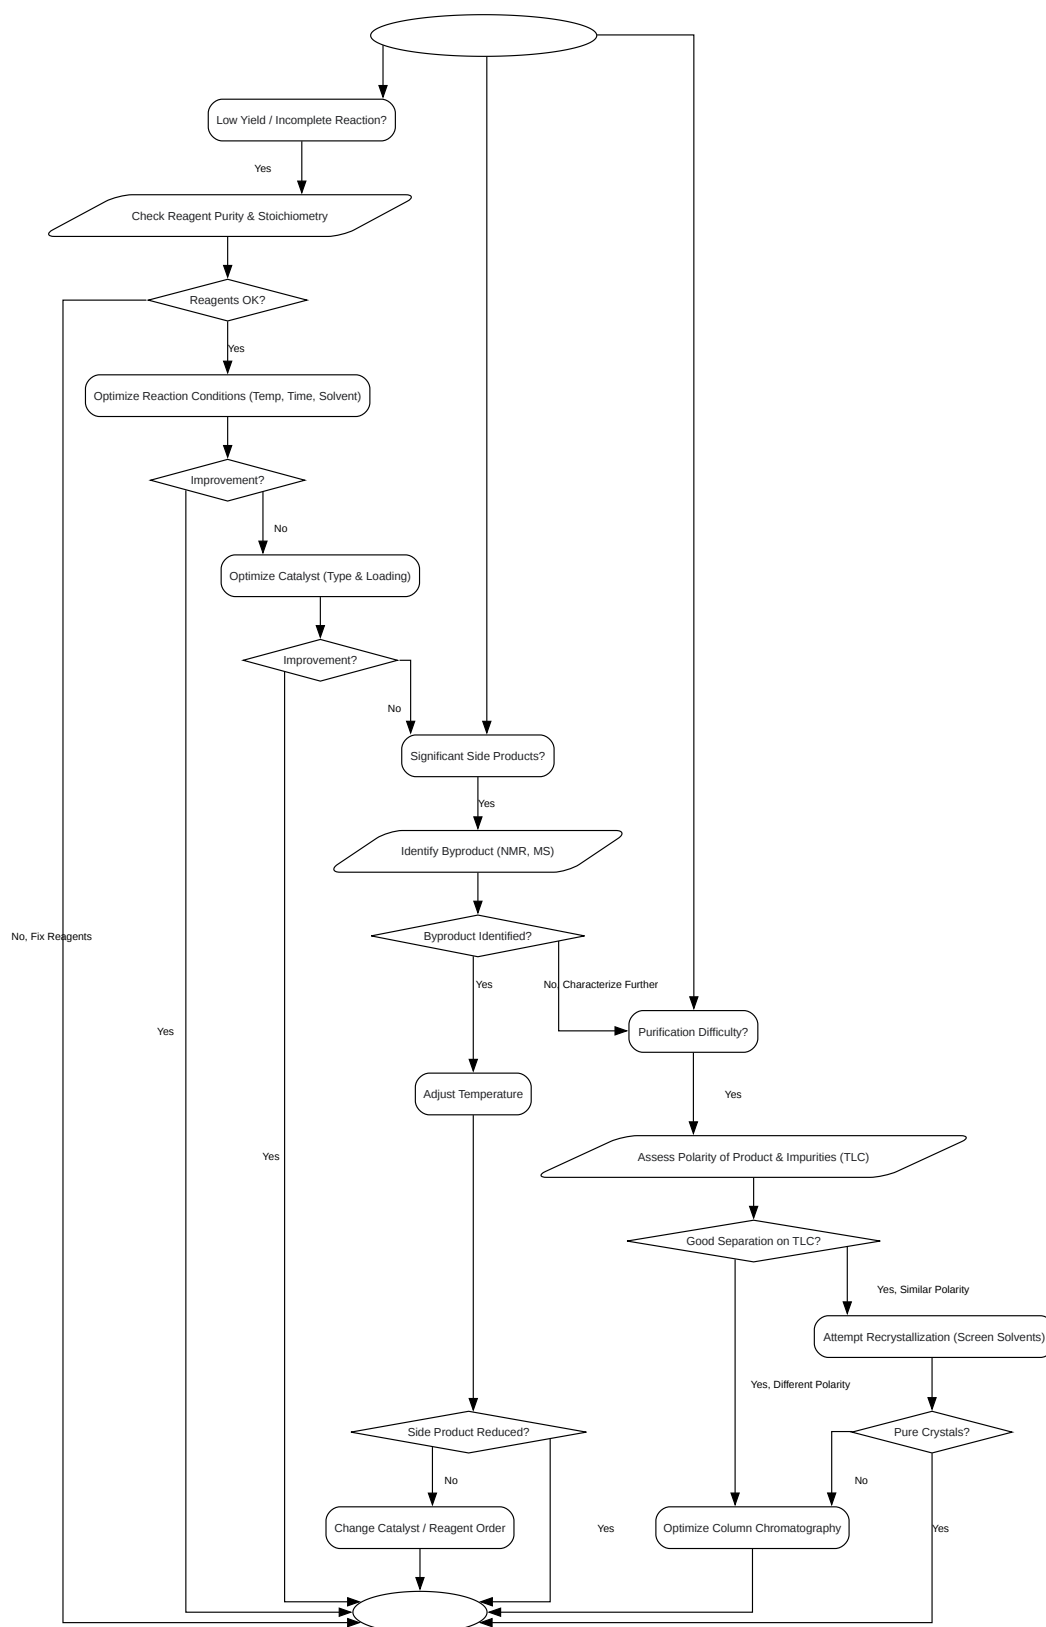 Low Yield / Incomplete Reaction?
Yes
Check Reagent Purity & Stoichiometry
Reagents OK?
Yes
Optimize Reaction Conditions (Temp, Time, Solvent)
Improvement?
No
Optimize Catalyst (Type & Loading)
Improvement?
No
Significant Side Products?
Yes
Identify Byproduct (NMR, MS)
No, Fix Reagents
Byproduct Identified?
Yes
No, Characterize Further
Yes
Purification Difficulty?
Adjust Temperature
Yes
Yes
Assess Polarity of Product & Impurities (TLC)
Good Separation on TLC?
Yes, Similar Polarity
Attempt Recrystallization (Screen Solvents)
Yes, Different Polarity
Side Product Reduced?
Pure Crystals?
No
No
Change Catalyst / Reagent Order
Yes
Optimize Column Chromatography
Yes